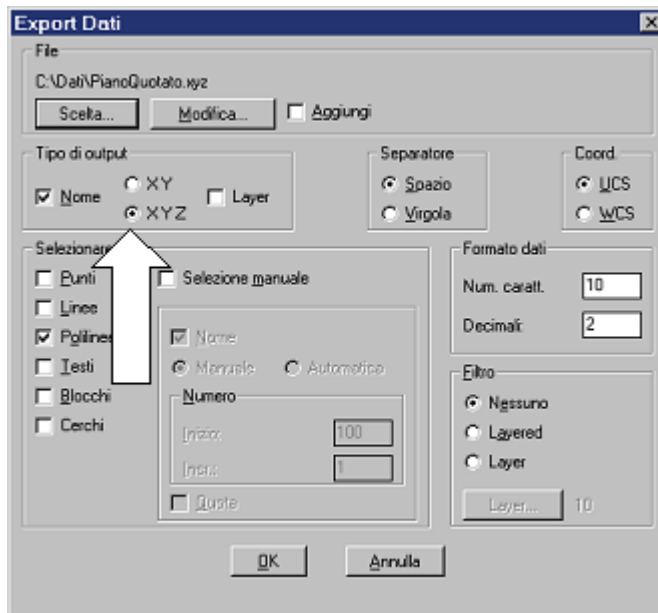 Export Dati
File
C:\Dati\PianoQuotato.xyz
Scelta... Modifica... Aggiungi
Tipo di output
Nome XY XYZ Layer
Separatore
Spazio
Virgola
Coord.
UCS
WCS
Selezionare
Punti
Linee
Polilinee
Testi
Blocchi
Cerchi
Selezione manuale
Nome
Manuale Automatica
Numero
Inizio: 100
Incr.: 1
Quote
Formato dati
Num. caratt. 10
Decimali: 2
Filtro
Nessuno
Layered
Layer
Layer... 10
OK Annulla